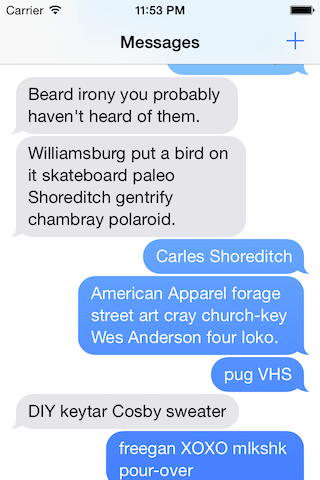 Carrier 11:53 PM
Messages +
Beard irony you probably
haven't heard of them.
Williamsburg put a bird on
it skateboard paleo
Shoreditch gentrify
chambray polaroid.
Carles Shoreditch
American Apparel forage
street art cray church-key
Wes Anderson four loko.
pug VHS
DIY keytar Cosby sweater
freegan XOXO mlkshk
pour-over